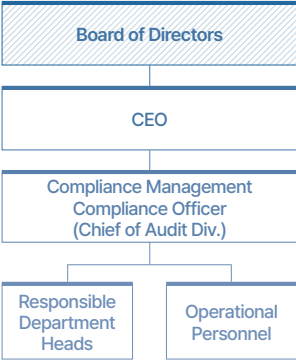 Board of Directors
CEO
Compliance Management
Compliance Officer
(Chief of Audit Div.)
Responsible
Department
Heads
Operational
Personnel